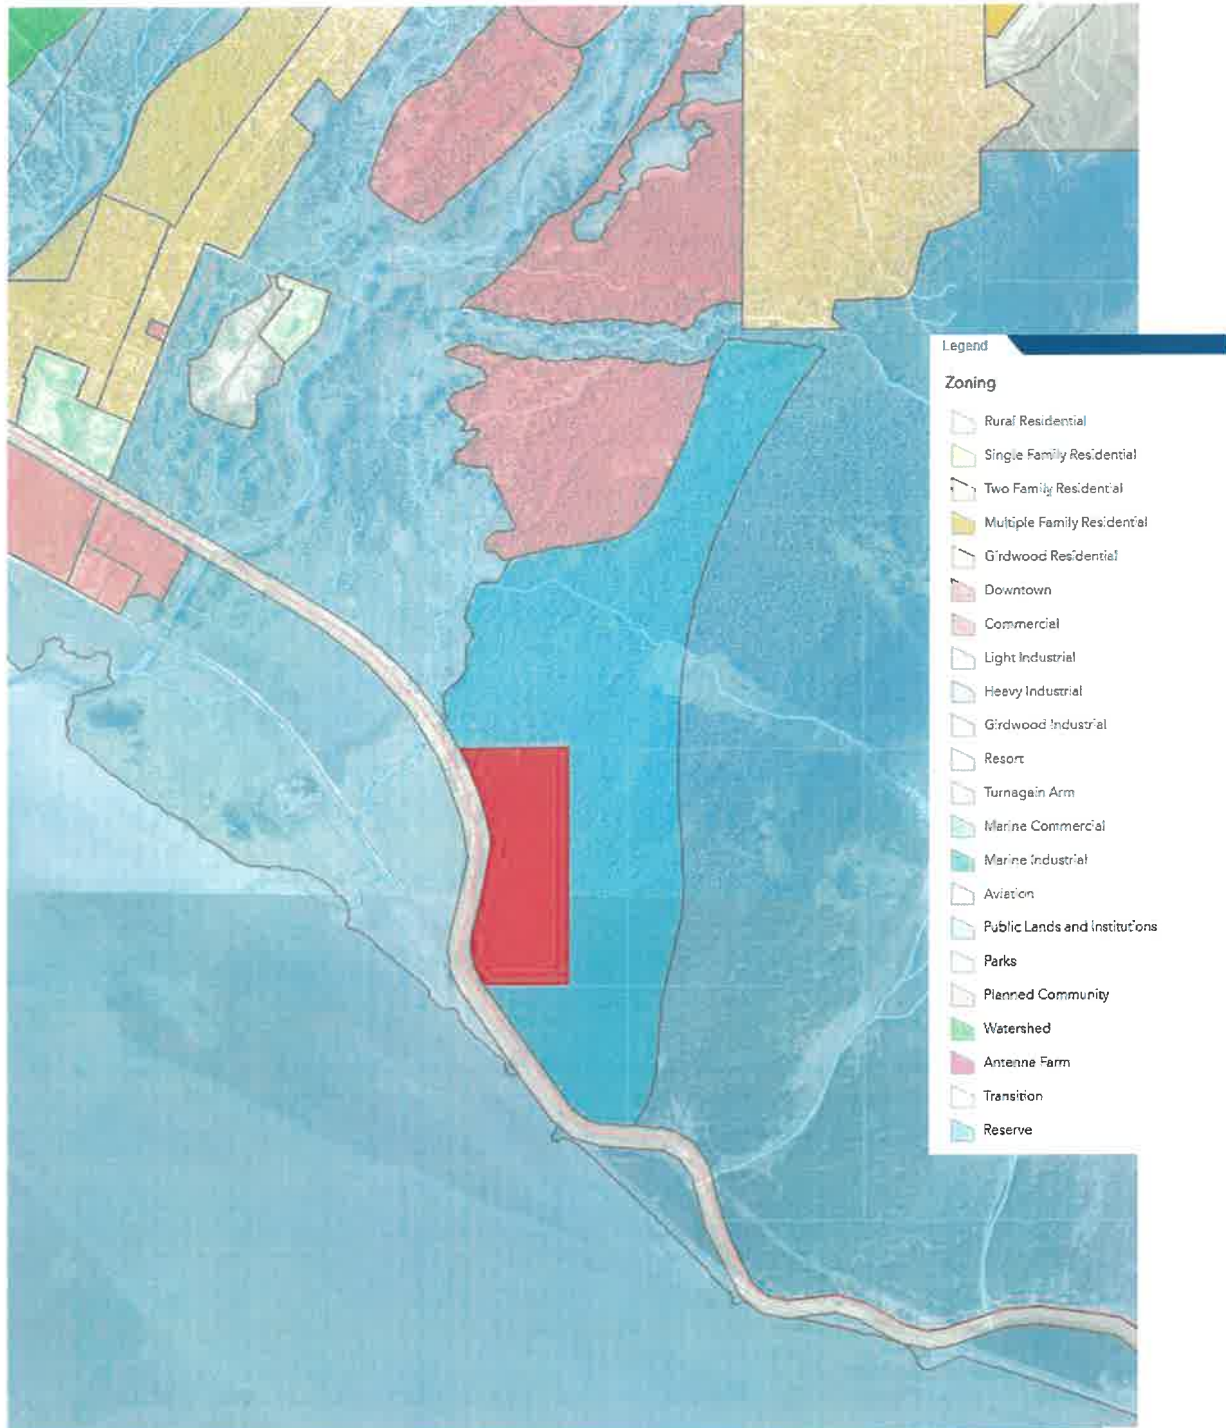 Legend
Zoning
Rural Residential
Single Family Residential
Two Family Residential
Multiple Family Residential
Girdwood Residential
Downtown
Commercial
Light Industrial
Heavy Industrial
Girdwood Industrial
Resort
Turnagain Arm
Marine Commercial
Marine Industrial
Aviation
Public Lands and Institutions
Parks
Planned Community
Watershed
Antenne Farm
Transition
Reserve